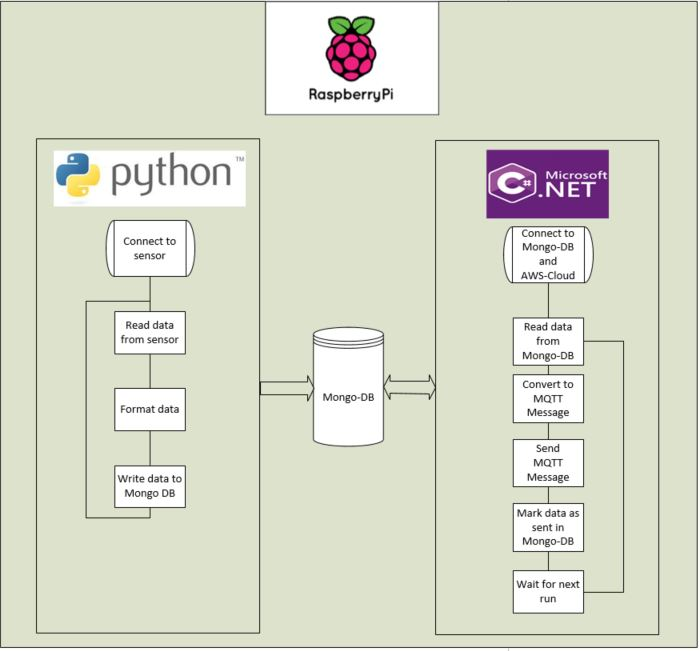 RaspberryPi
python™
Connect to
sensor
Read data
from sensor
Format data
Write data to
Mongo DB
Mongo-DB
C#
Microsoft
.NET
Connect to
Mongo-DB
and
AWS-Cloud
Read data
from
Mongo-DB
Convert to
MQTT
Message
Send
MQTT
Message
Mark data as
sent in
Mongo-DB
Wait for next
run